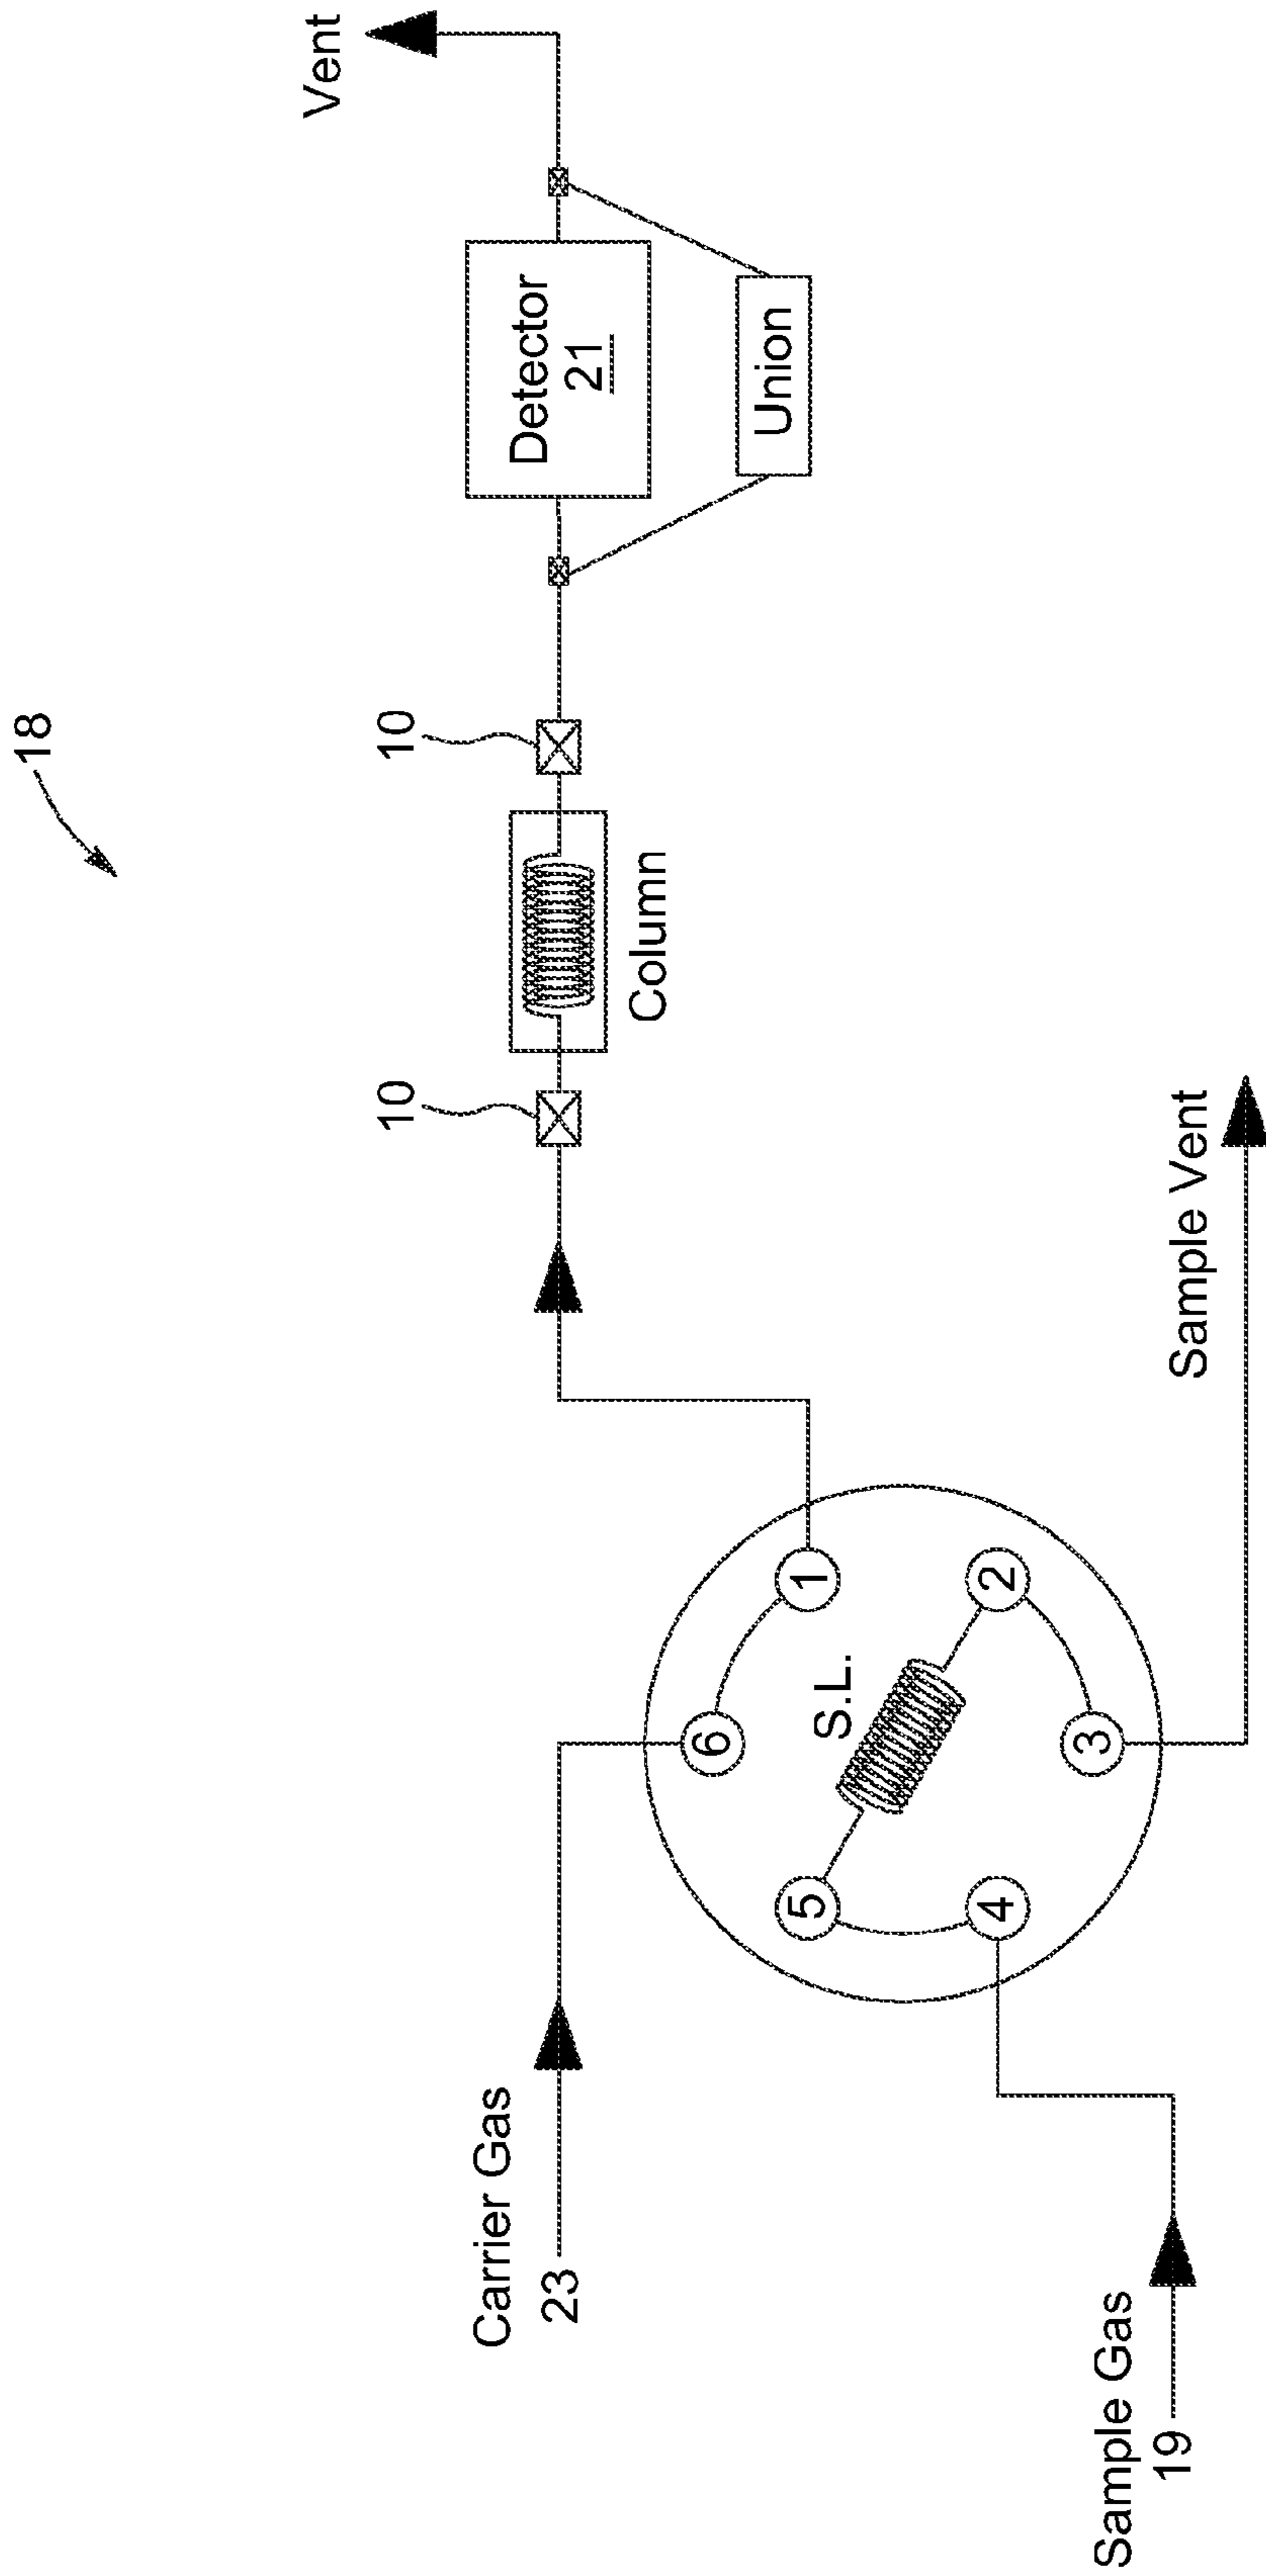 18
Vent
Detector
21
Union
10
10
Column
Carrier Gas
23
6
1
S.L.
5
2
4
3
Sample Vent
Sample Gas
19